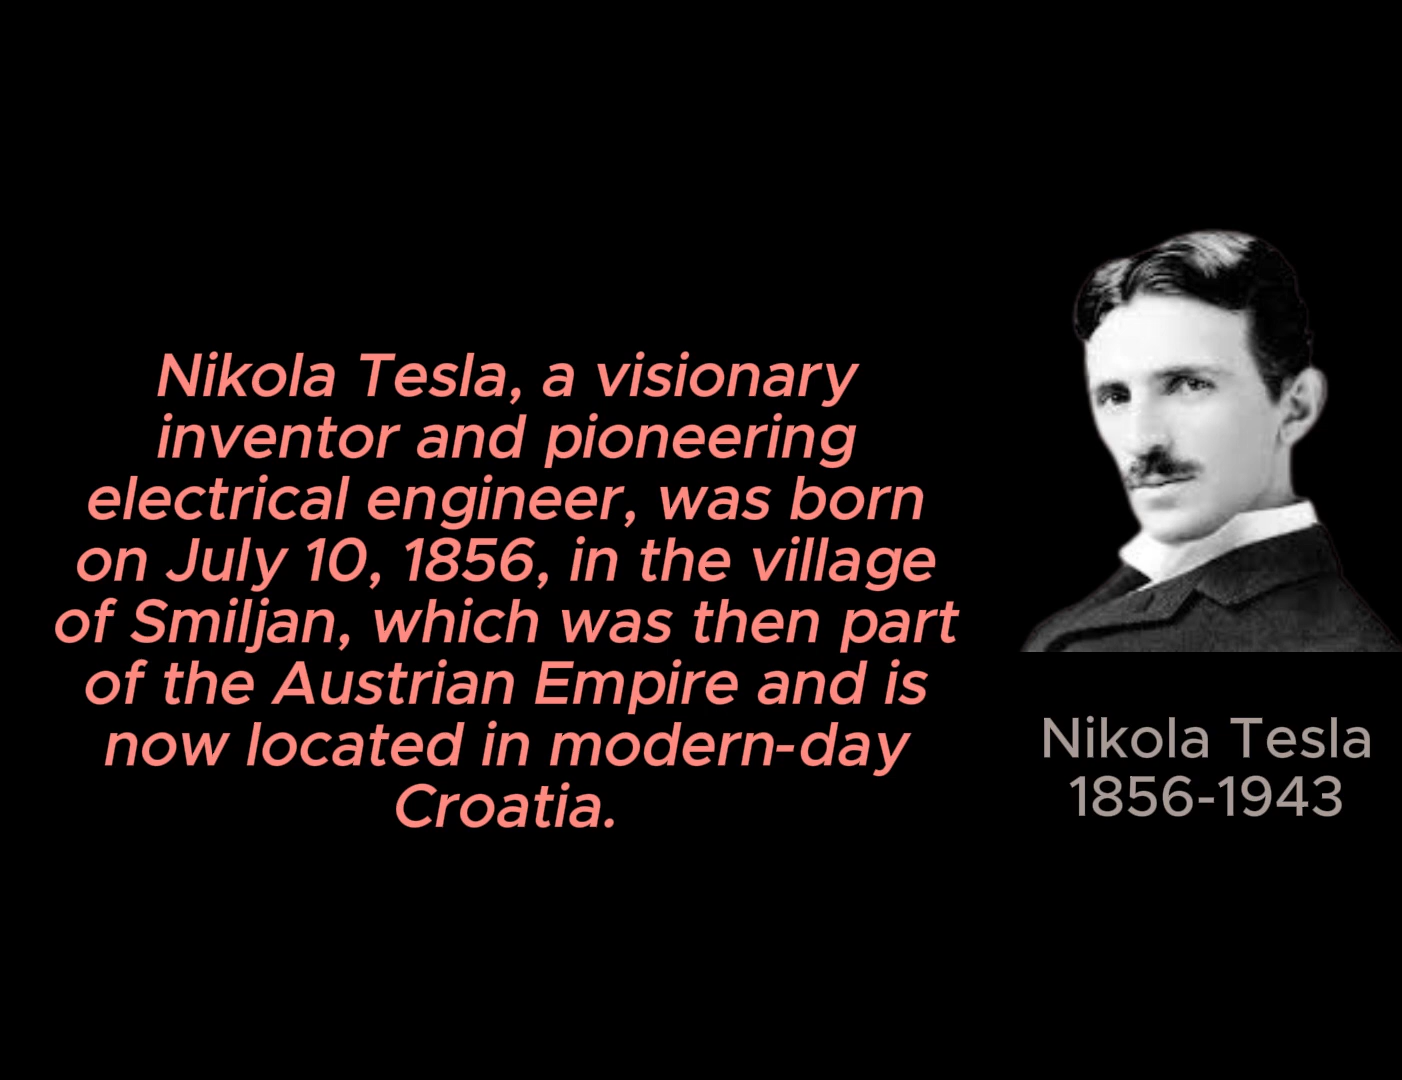 Nikola Tesla, a visionary
inventor and pioneering
electrical engineer, was born
on July 10, 1856, in the village
of Smiljan, which was then part
of the Austrian Empire and is
now located in modern-day
Croatia.
Nikola Tesla
1856-1943